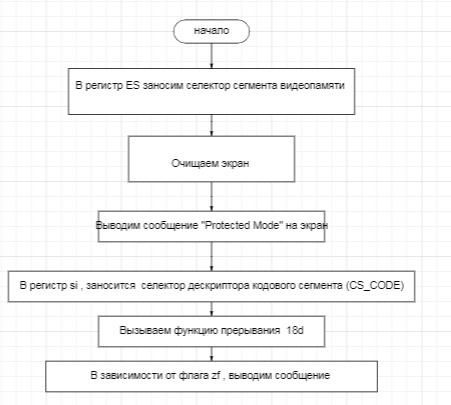 начало
В регистр ES заносим селектор сегмента видеопамяти
Очищаем экран
Выводим сообщение "Protected Mode" на экран
В регистр si , заносится селектор дескриптора кодового сегмента (CS_CODE)
Вызываем функцию прерывания 18d
В зависимости от флага zf , выводим сообщение